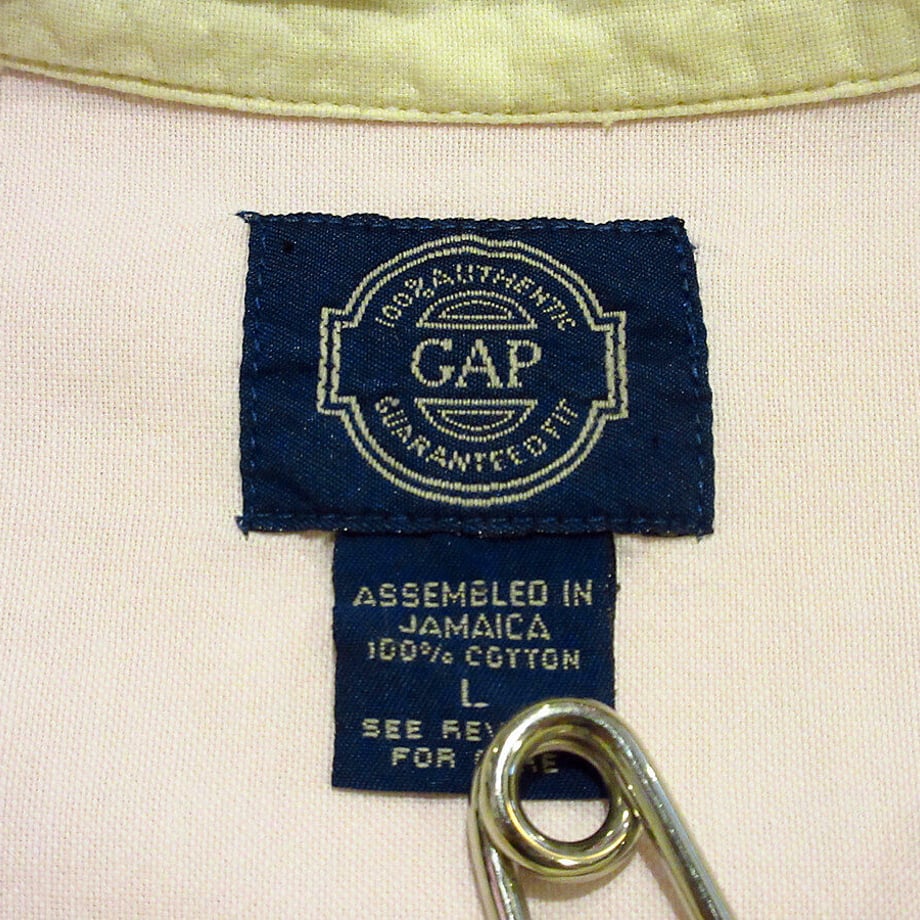 100% AUTHENTIC
GAP
GUARANTEED FIT
ASSEMBLED IN
JAMAICA
100% COTTON
L
SEE
FOR